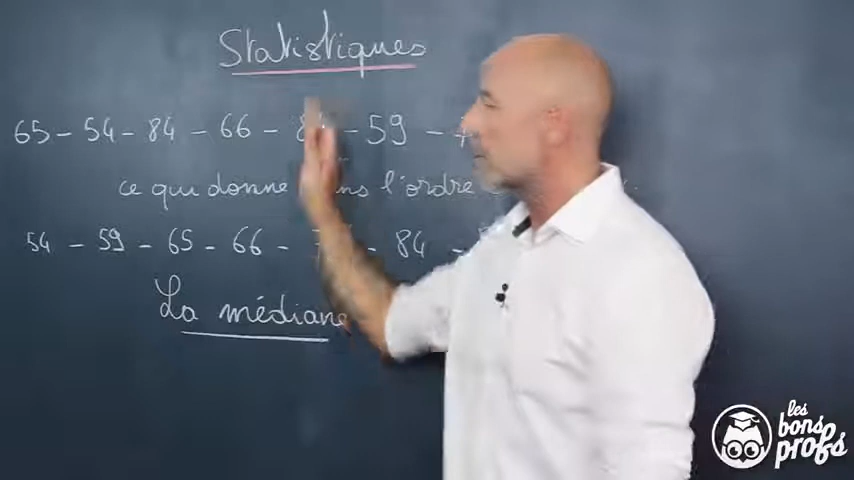 Statistiques
65 - 54 - 84 - 66 - - 59 -
ce qui donne l'ordre
54 - 59 - 65 - 66 - - 84 -
La médiane
les bons profs